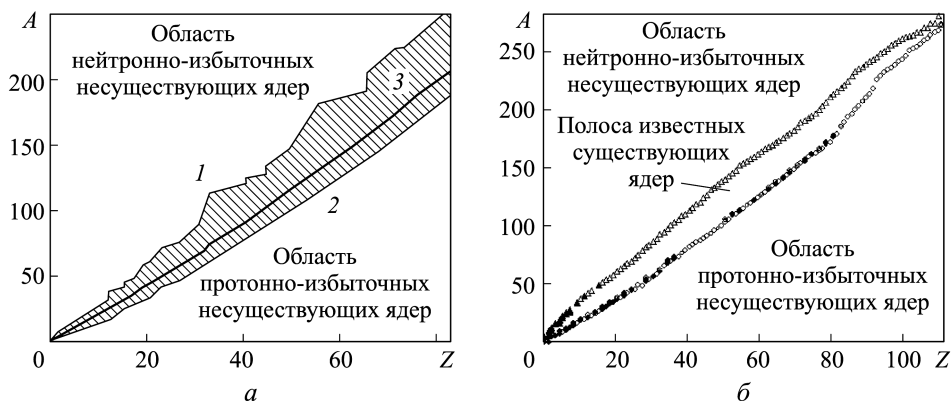 A
Область
нейтронно-избыточных
несуществующих ядер
200
3
150
1
100
2
50
Область
протонно-избыточных
несуществующих ядер
0
20
40
60
Z
а
A
250
Область
нейтронно-избыточных
несуществующих ядер
200
Полоса известных
существующих
ядер
150
100
Область
протонно-избыточных
несуществующих ядер
50
0
20
40
60
80
100
Z
б